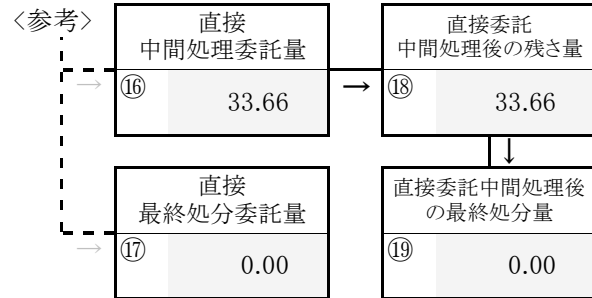 〈参考〉
直接
中間処理委託量
⑯
33.66
→
→
直接委託
中間処理後の残さ量
⑱
33.66
↓
直接
最終処分委託量
⑰
0.00
→
直接委託中間処理後
の最終処分量
⑲
0.00